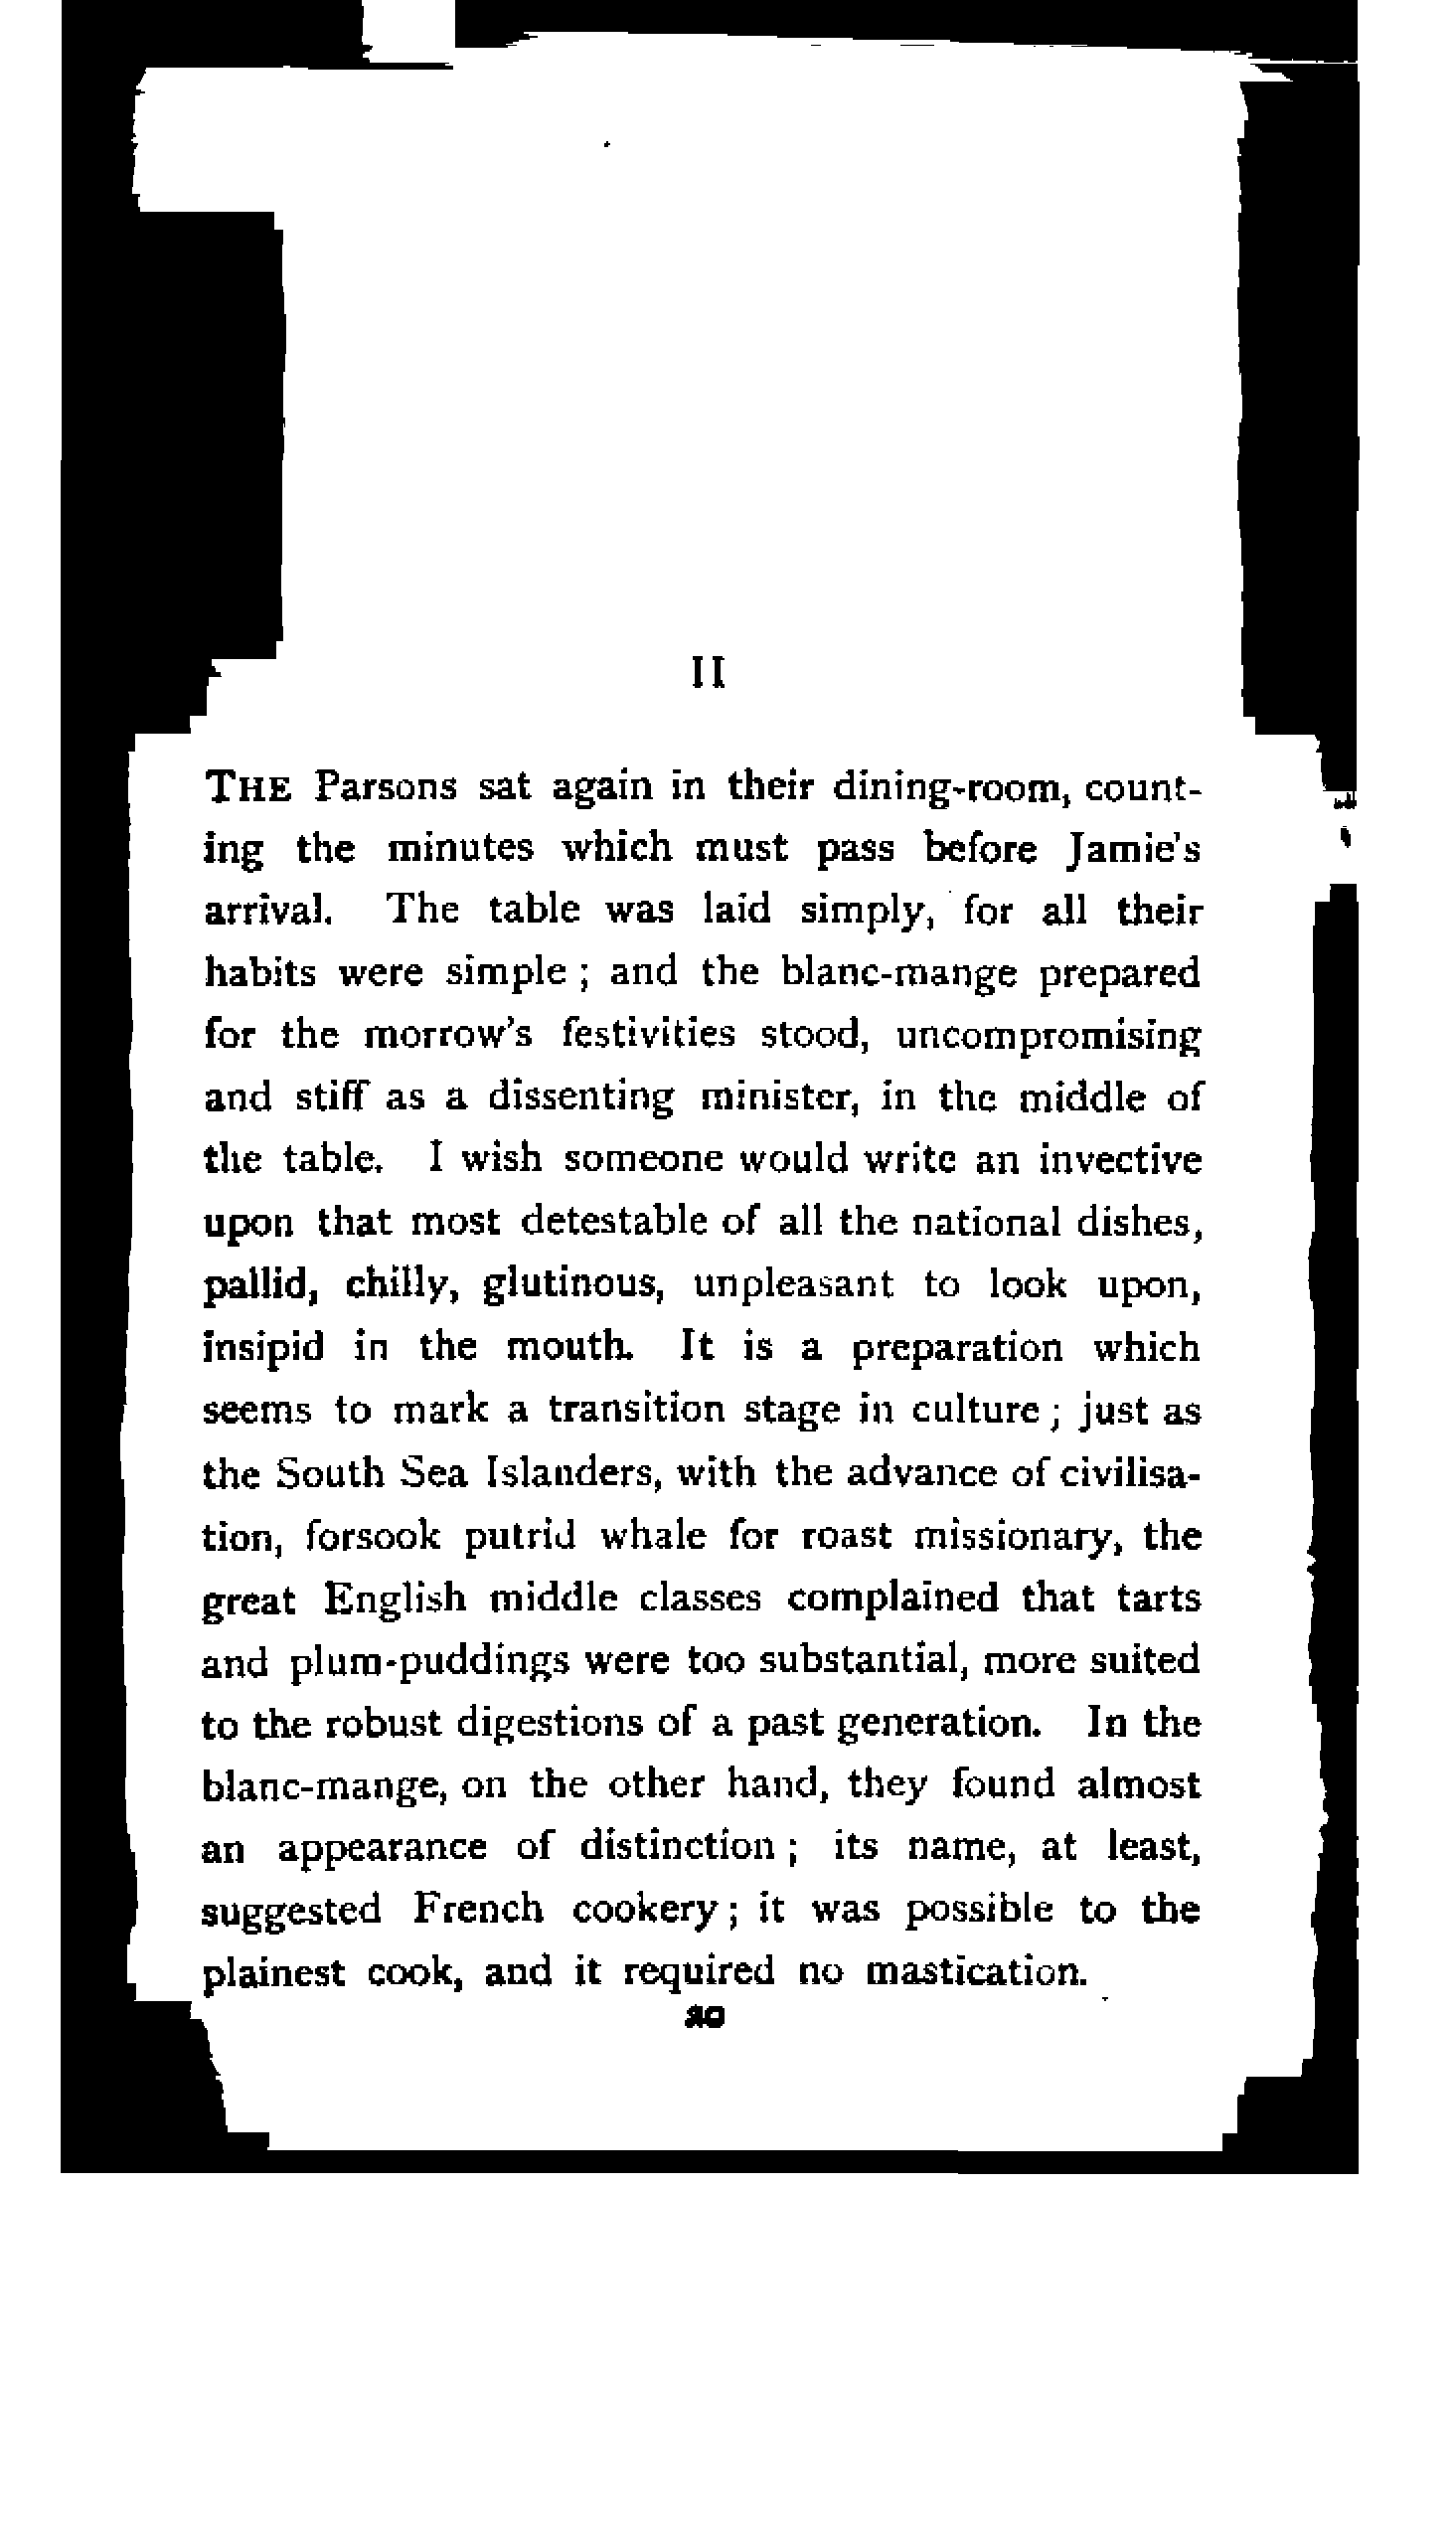 II
THE Parsons sat again in their dining-room, count-
ing the minutes which must pass before Jamie's
arrival. The table was laid simply, for all their
habits were simple ; and the blanc-mange prepared
for the morrow's festivities stood, uncompromising
and stiff as a dissenting minister, in the middle of
the table. I wish someone would write an invective
upon that most detestable of all the national dishes,
pallid, chilly, glutinous, unpleasant to look upon,
insipid in the mouth. It is a preparation which
seems to mark a transition stage in culture ; just as
the South Sea Islanders, with the advance of civilisa-
tion, forsook putrid whale for roast missionary, the
great English middle classes complained that tarts
and plum-puddings were too substantial, more suited
to the robust digestions of a past generation. In the
blanc-mange, on the other hand, they found almost
an appearance of distinction ; its name, at least,
suggested French cookery ; it was possible to the
plainest cook, and it required no mastication.
20